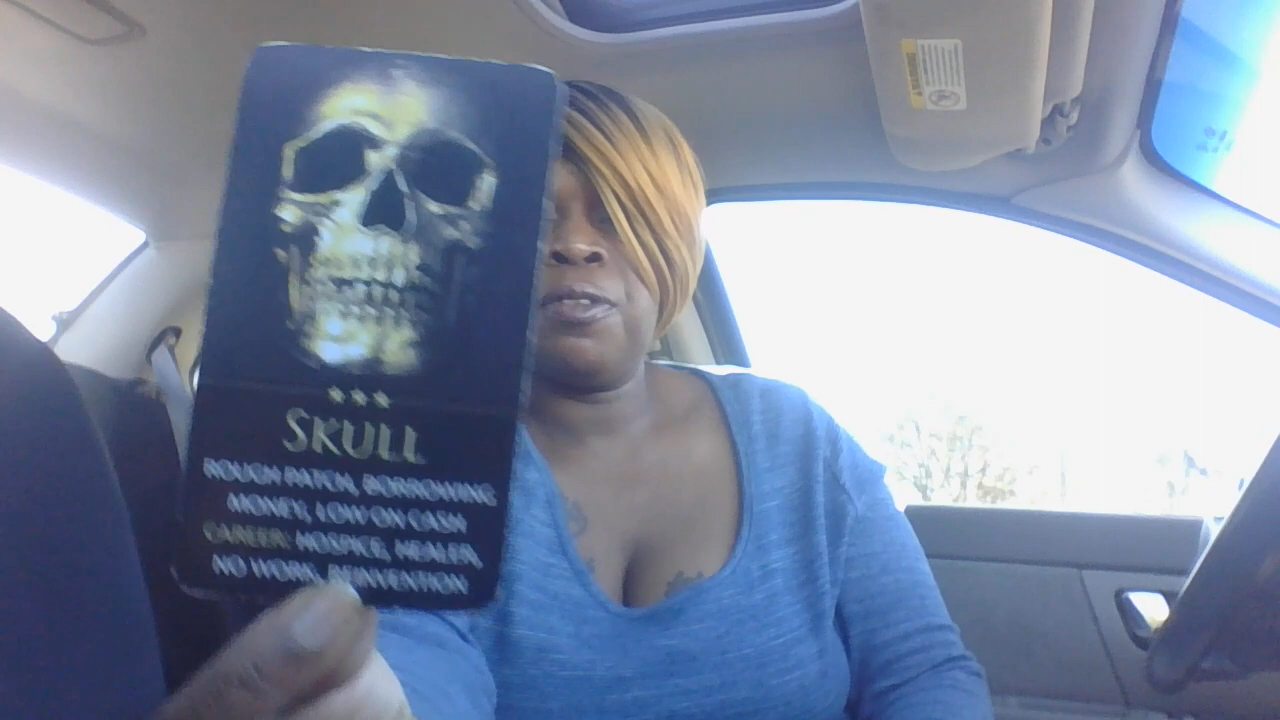 SKULL
ROUGH PATCH, BORROWING
MONEY, LOW ON CASH
CAREER: HOSPICE, HEALER,
NO WORK, REINVENTION